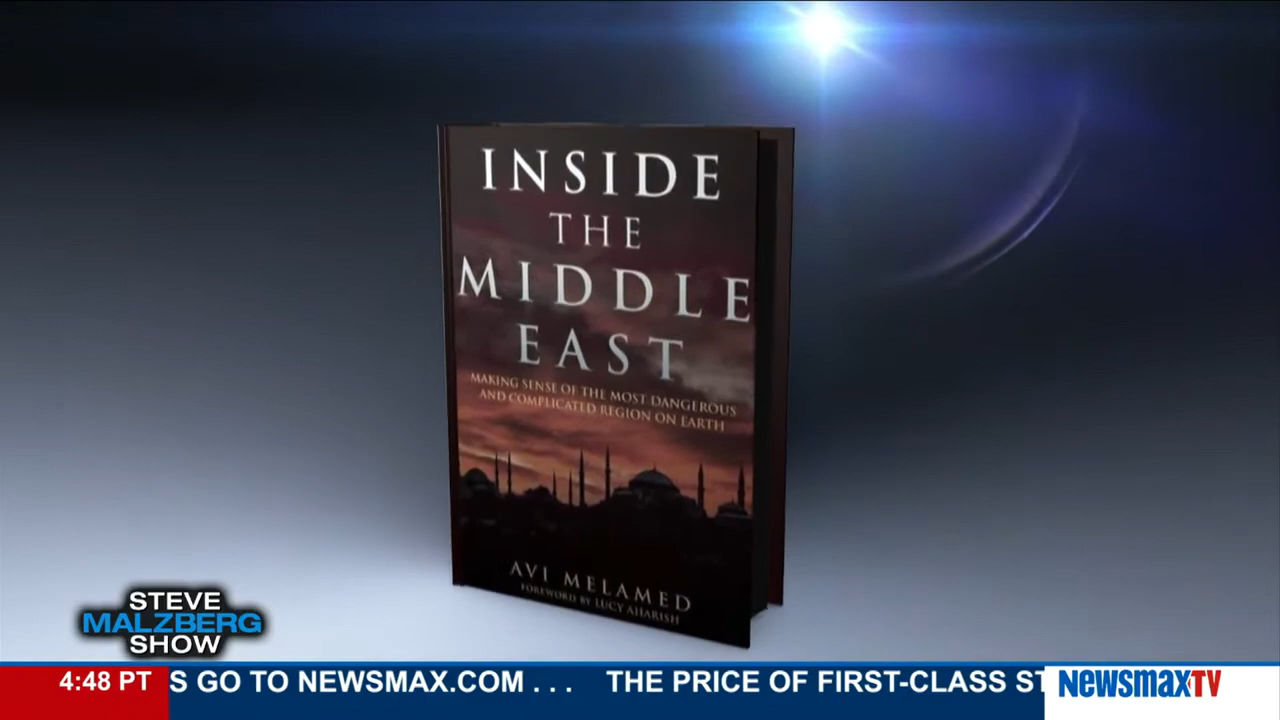 INSIDE
THE
MIDDLE
EAST
MAKING SENSE OF THE MOST DANGEROUS
AND COMPLICATED REGION ON EARTH
AVI MELAMED
FOREWORD BY LUCY AHARISH
STEVE
MALZBERG
SHOW
4:48 PT S GO TO NEWSMAX.COM . . . THE PRICE OF FIRST-CLASS ST NewsmaxTV